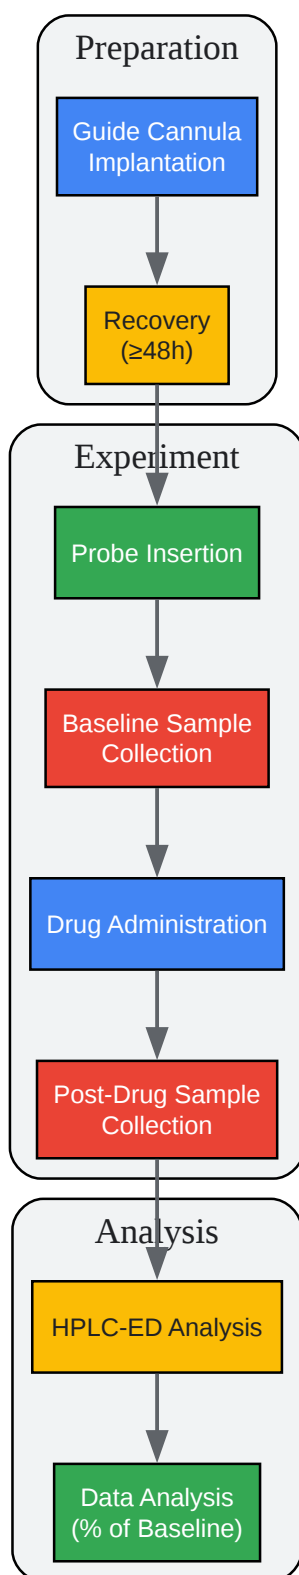 Preparation
Guide Cannula
Implantation
Recovery
(≥48h)
Experiment
Probe Insertion
Baseline Sample
Collection
Drug Administration
Post-Drug Sample
Collection
Analysis
HPLC-ED Analysis
Data Analysis
(% of Baseline)